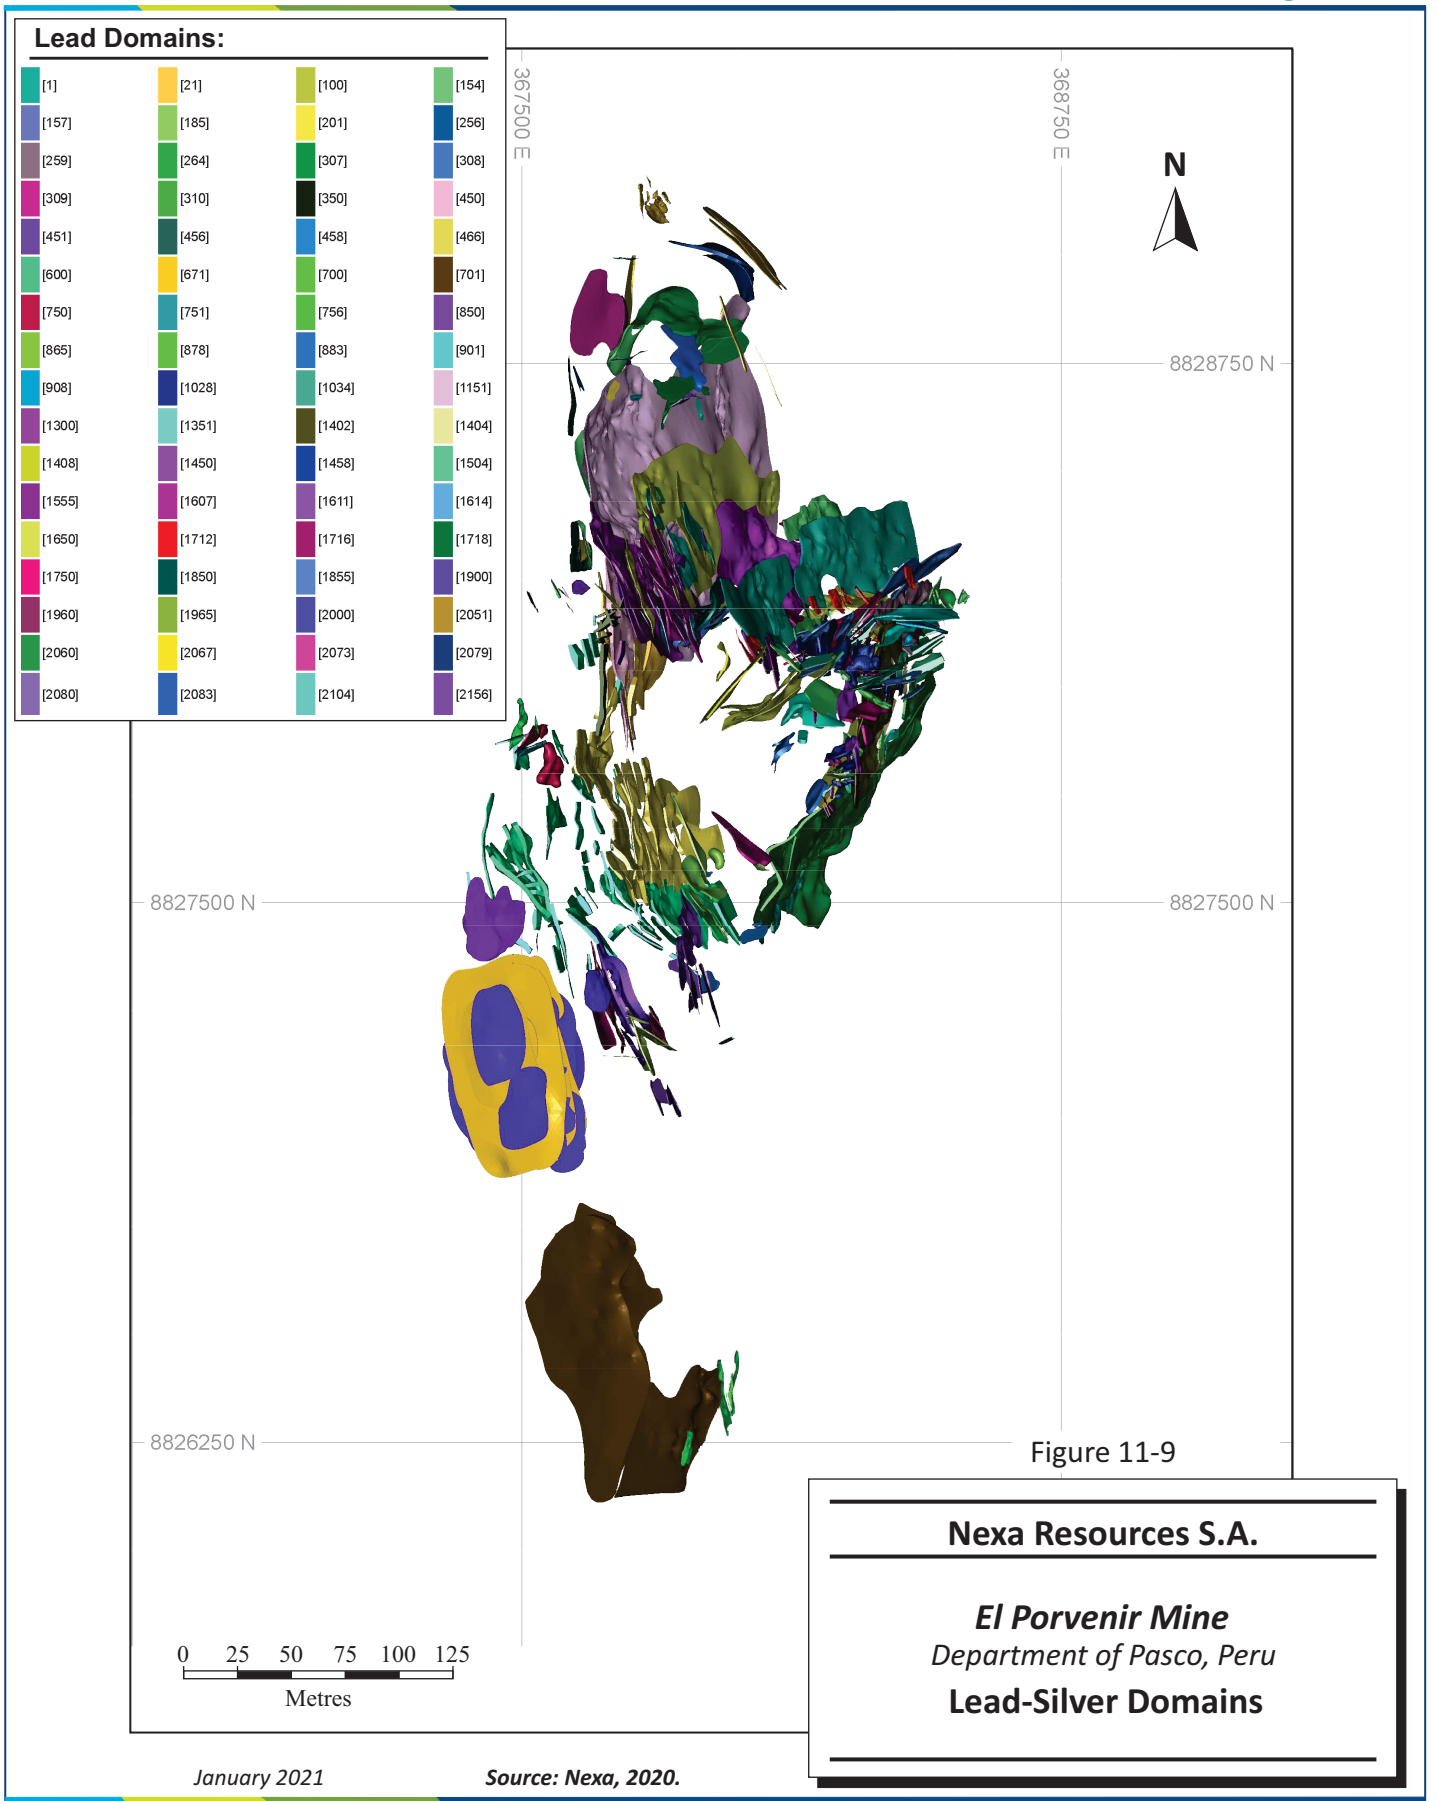 Lead Domains:
[1] [21] [100] [154]
[157] [185] [201] [256]
[259] [264] [307] [308]
[309] [310] [350] [450]
[451] [456] [458] [466]
[600] [671] [700] [701]
[750] [751] [756] [850]
[865] [878] [883] [901]
[908] [1028] [1034] [1151]
[1300] [1351] [1402] [1404]
[1408] [1450] [1458] [1504]
[1555] [1607] [1611] [1614]
[1650] [1712] [1716] [1718]
[1750] [1850] [1855] [1900]
[1960] [1965] [2000] [2051]
[2060] [2067] [2073] [2079]
[2080] [2083] [2104] [2156]
367500 E
368750 E
N
8828750 N
8827500 N
8827500 N
8826250 N
Figure 11-9
Nexa Resources S.A.
El Porvenir Mine
Department of Pasco, Peru
Lead-Silver Domains
0 25 50 75 100 125
Metres
January 2021
Source: Nexa, 2020.